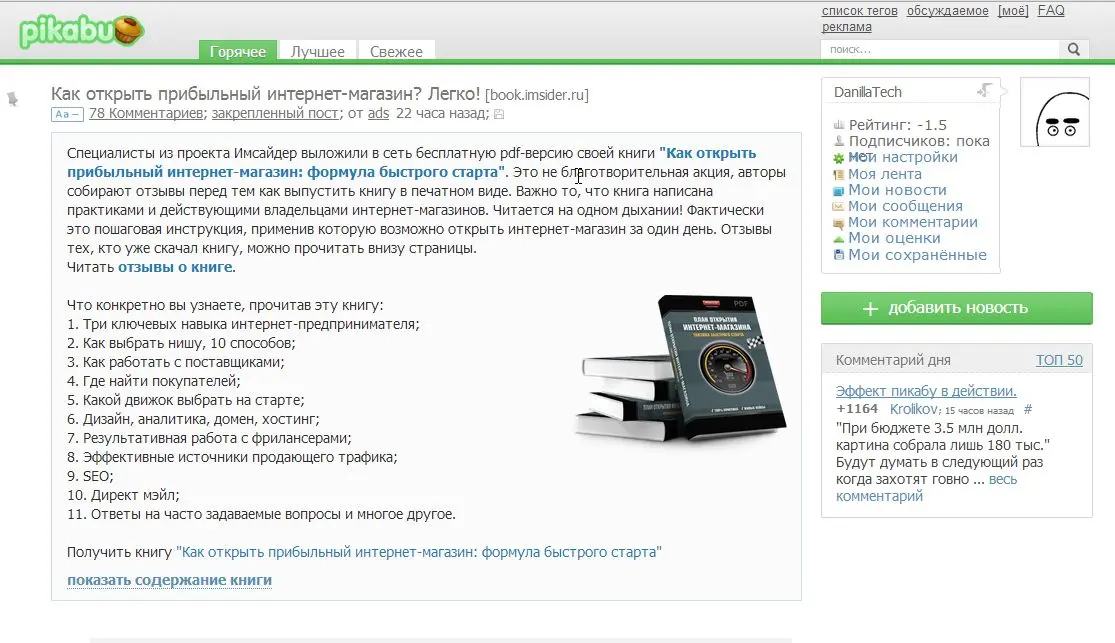 pikabu
Горячее Лучшее Свежее
список тегов обсуждаемое [моё] FAQ
реклама
поиск...
Как открыть прибыльный интернет-магазин? Легко! [book.imsider.ru]
Aa − 78 Комментариев; закрепленный пост; от ads 22 часа назад;
Специалисты из проекта Имсайдер выложили в сеть бесплатную pdf-версию своей книги "Как открыть
прибыльный интернет-магазин: формула быстрого старта". Это не благотворительная акция, авторы
собирают отзывы перед тем как выпустить книгу в печатном виде. Важно то, что книга написана
практиками и действующими владельцами интернет-магазинов. Читается на одном дыхании! Фактически
это пошаговая инструкция, применив которую возможно открыть интернет-магазин за один день. Отзывы
тех, кто уже скачал книгу, можно прочитать внизу страницы.
Читать отзывы о книге.
Что конкретно вы узнаете, прочитав эту книгу:
1. Три ключевых навыка интернет-предпринимателя;
2. Как выбрать нишу, 10 способов;
3. Как работать с поставщиками;
4. Где найти покупателей;
5. Какой движок выбрать на старте;
6. Дизайн, аналитика, домен, хостинг;
7. Результативная работа с фрилансерами;
8. Эффективные источники продающего трафика;
9. SEO;
10. Директ мэйл;
11. Ответы на часто задаваемые вопросы и многое другое.
PDF
ПЛАН ОТКРЫТИЯ
ИНТЕРНЕТ-МАГАЗИНА
Получить книгу "Как открыть прибыльный интернет-магазин: формула быстрого старта"
показать содержание книги
DanillaTech
Рейтинг: -1.5
Подписчиков: пока
нет
Мои настройки
Моя лента
Мои новости
Мои сообщения
Мои комментарии
Мои оценки
Мои сохранённые
+ добавить новость
Комментарий дня ТОП 50
Эффект пикабу в действии.
+1164 Krolikov; 15 часов назад #
"При бюджете 3.5 млн долл.
картина собрала лишь 180 тыс."
Будут думать в следующий раз
когда захотят говно ... весь
комментарий